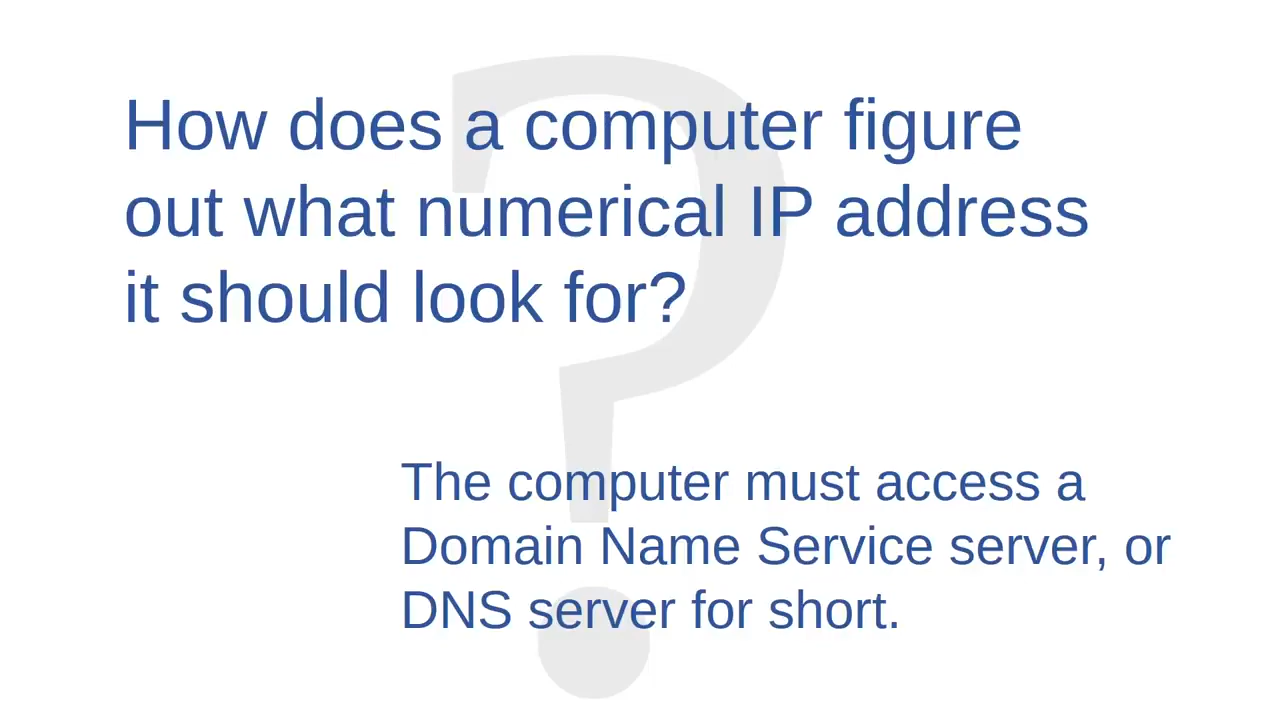 How does a computer figure
out what numerical IP address
it should look for?
The computer must access a
Domain Name Service server, or
DNS server for short.